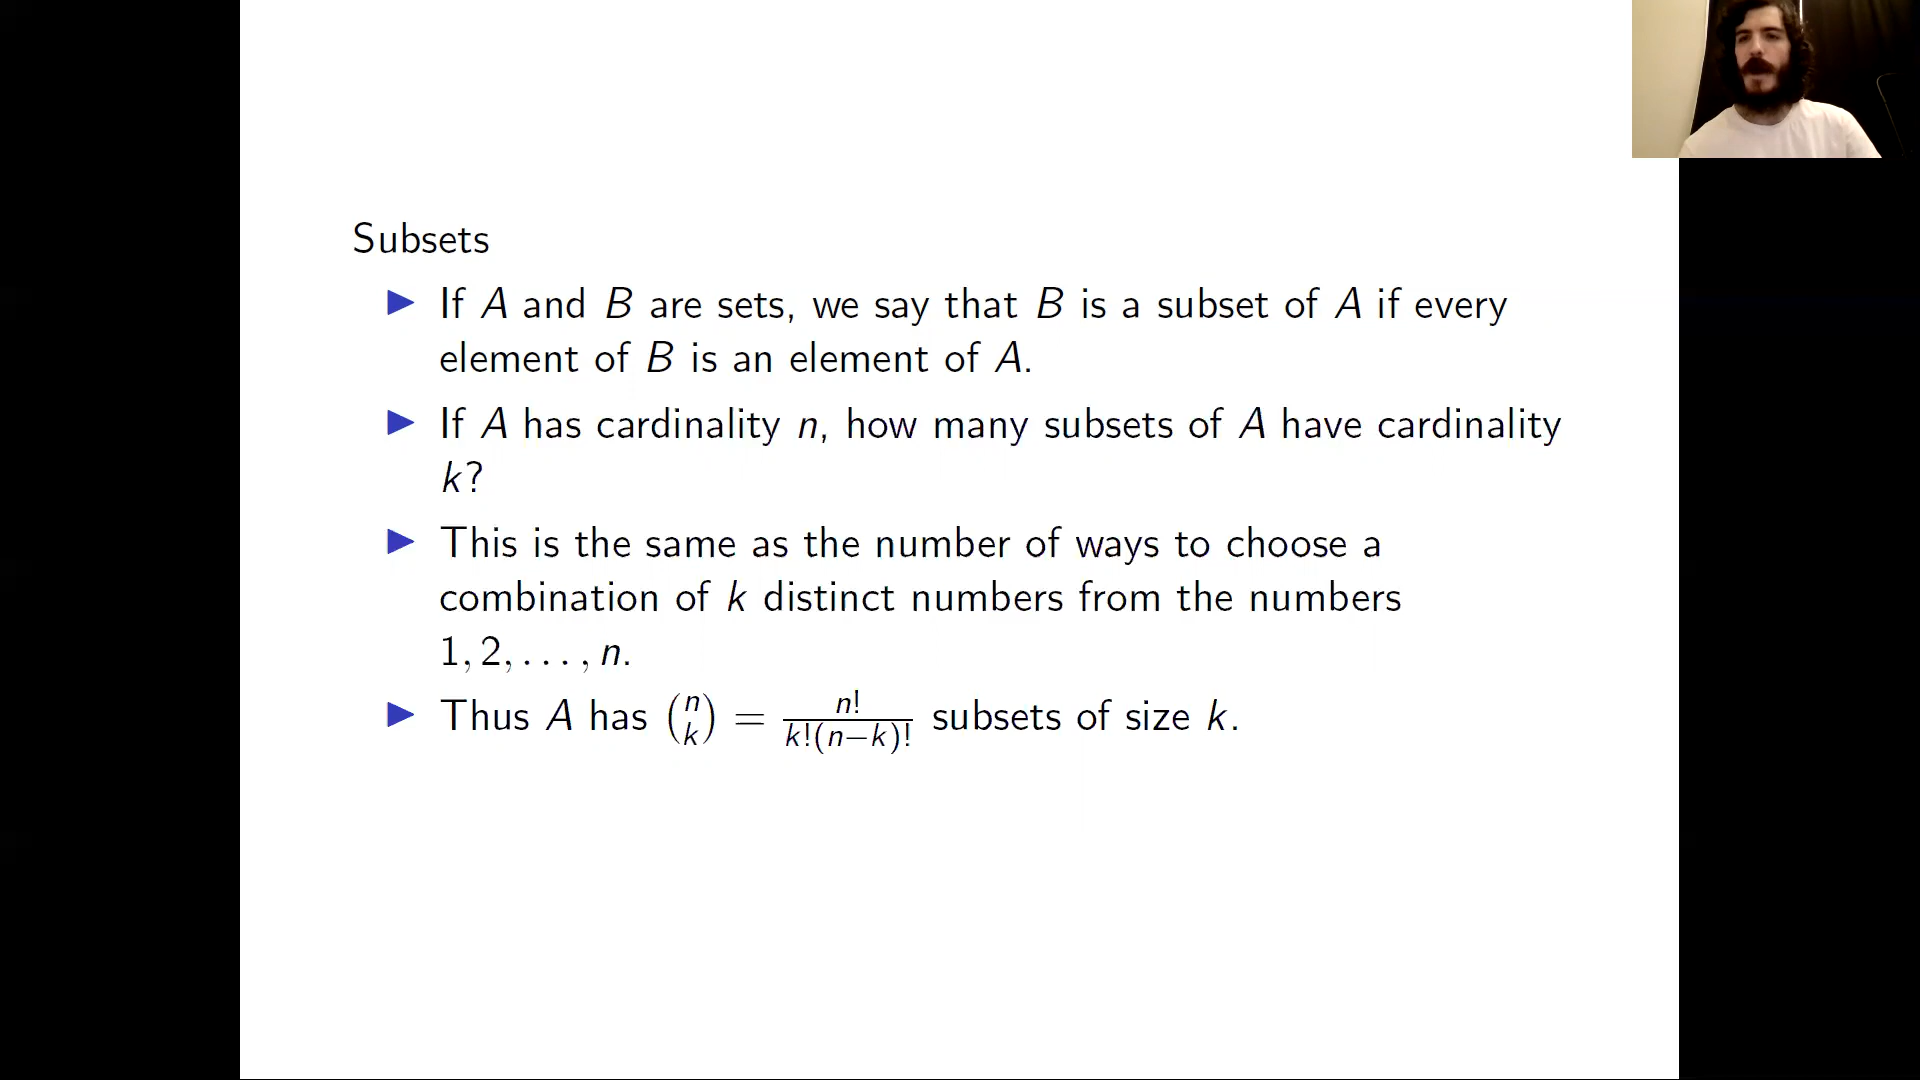 Subsets
▶ If A and B are sets, we say that B is a subset of A if every
element of B is an element of A.
▶ If A has cardinality n, how many subsets of A have cardinality
k?
▶ This is the same as the number of ways to choose a
combination of k distinct numbers from the numbers
1, 2, . . . , n.
▶ Thus A has $\binom{n}{k} = \frac{n!}{k!(n-k)!}$ subsets of size k.